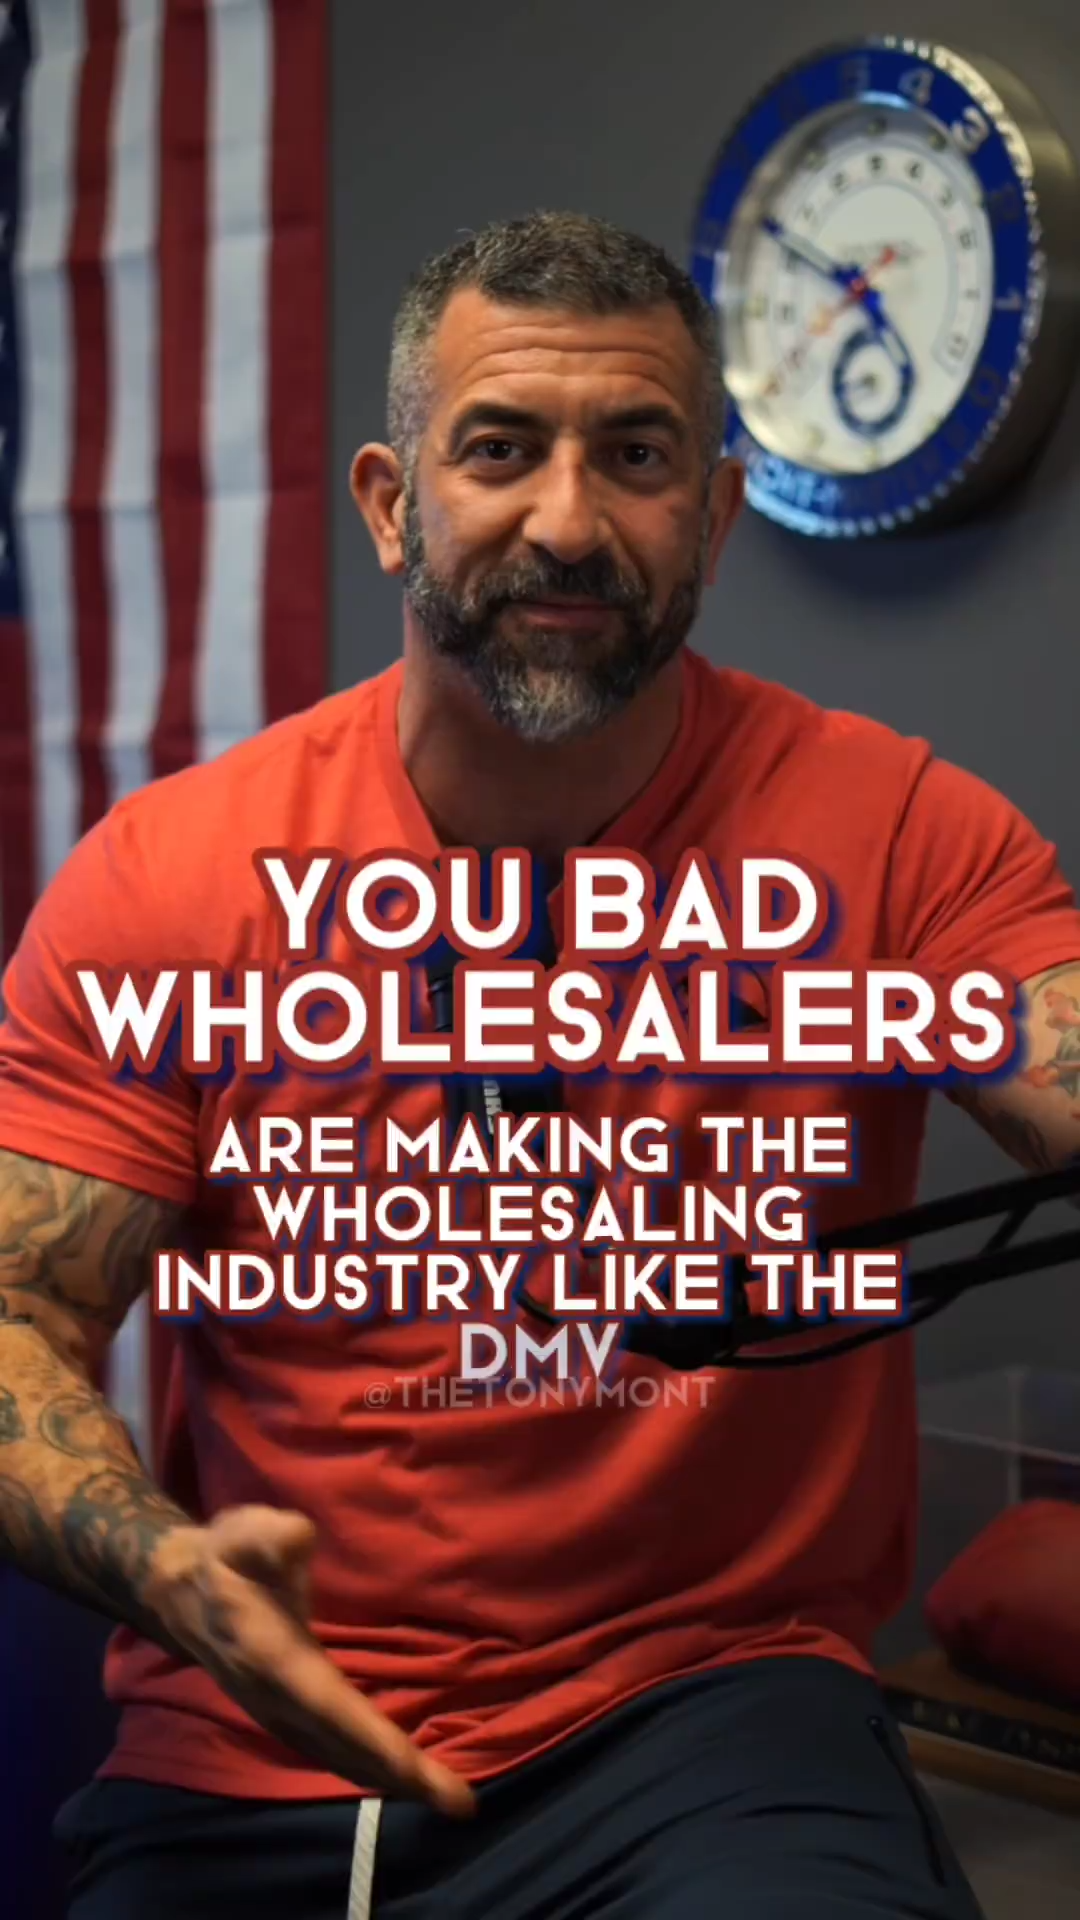 YOU BAD
WHOLESALERS
ARE MAKING THE
WHOLESALING
INDUSTRY LIKE THE
DMV
@THETONYMONT